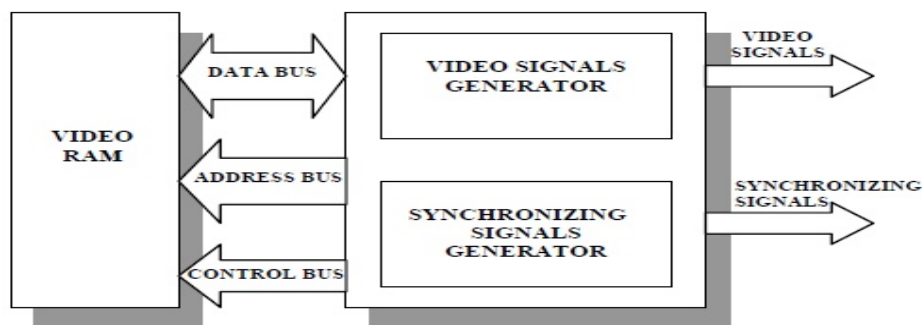 VIDEO
RAM
DATA BUS
ADDRESS BUS
CONTROL BUS
VIDEO SIGNALS
GENERATOR
SYNCHRONIZING
SIGNALS
GENERATOR
VIDEO
SIGNALS
SYNCHRONIZING
SIGNALS